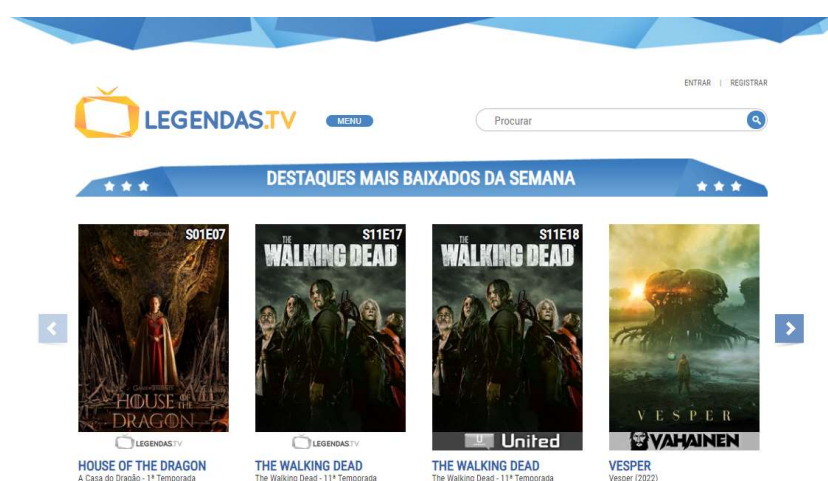 ENTRAR | REGISTRAR
LEGENDAS.TV
MENU
Procurar
DESTAQUES MAIS BAIXADOS DA SEMANA
HBO ORIGINAL
S01E07
GAME OF THRONES
HOUSE OF THE
DRAGON
LEGENDAS.TV
HOUSE OF THE DRAGON
A Casa do Dragão - 1ª Temporada
S11E17
THE
WALKING DEAD
LEGENDAS.TV
THE WALKING DEAD
The Walking Dead - 11ª Temporada
S11E18
THE
WALKING DEAD
U United
THE WALKING DEAD
The Walking Dead - 11ª Temporada
VESPER
VAHAINEN
VESPER
Vesper (2022)